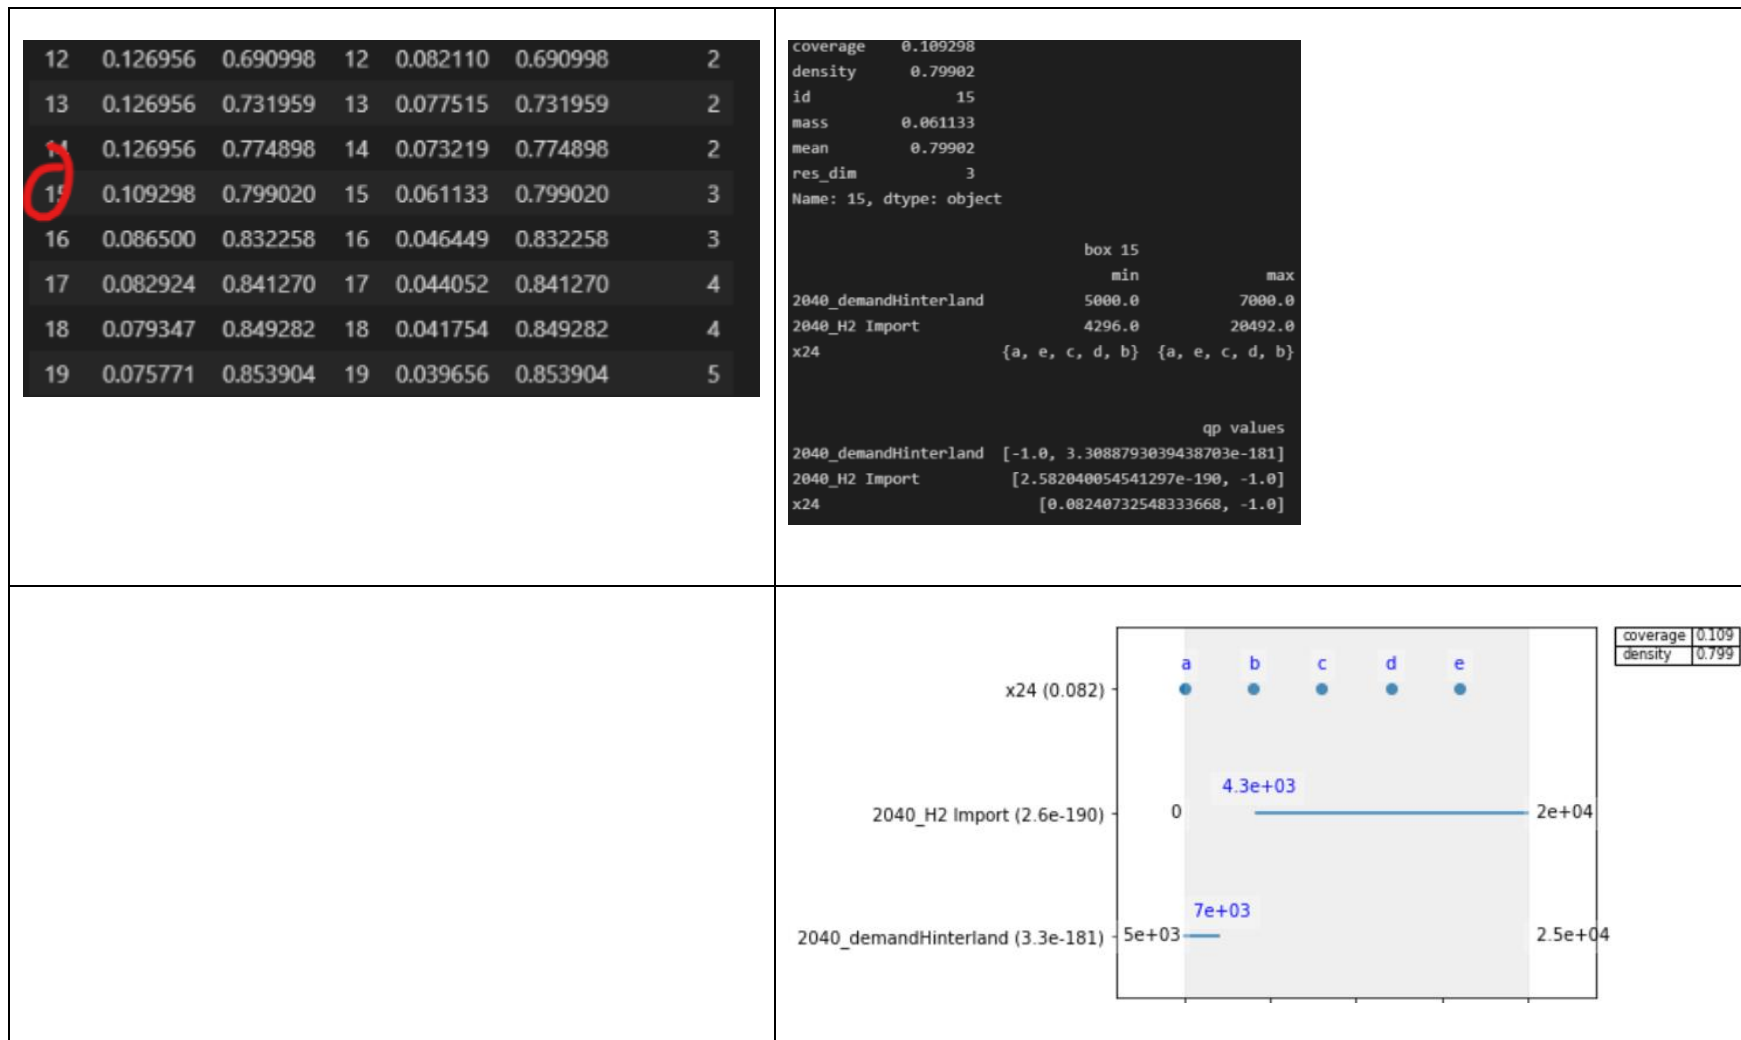 12 0.126956 0.690998 12 0.082110 0.690998 2
13 0.126956 0.731959 13 0.077515 0.731959 2
14 0.126956 0.774898 14 0.073219 0.774898 2
15 0.109298 0.799020 15 0.061133 0.799020 3
16 0.086500 0.832258 16 0.046449 0.832258 3
17 0.082924 0.841270 17 0.044052 0.841270 4
18 0.079347 0.849282 18 0.041754 0.849282 4
19 0.075771 0.853904 19 0.039656 0.853904 5
coverage 0.109298
density 0.79902
id 15
mass 0.061133
mean 0.79902
res_dim 3
Name: 15, dtype: object
box 15
min max
2040_demandHinterland 5000.0 7000.0
2040_H2 Import 4296.0 20492.0
x24 {a, e, c, d, b} {a, e, c, d, b}
qp values
2040_demandHinterland [-1.0, 3.3088793039438703e-181]
2040_H2 Import [2.582040054541297e-190, -1.0]
x24 [0.08240732548333668, -1.0]
coverage 0.109
density 0.799
a b c d e
x24 (0.082)
4.3e+03
2040_H2 Import (2.6e-190) 0 2e+04
7e+03
2040_demandHinterland (3.3e-181) 5e+03 2.5e+04